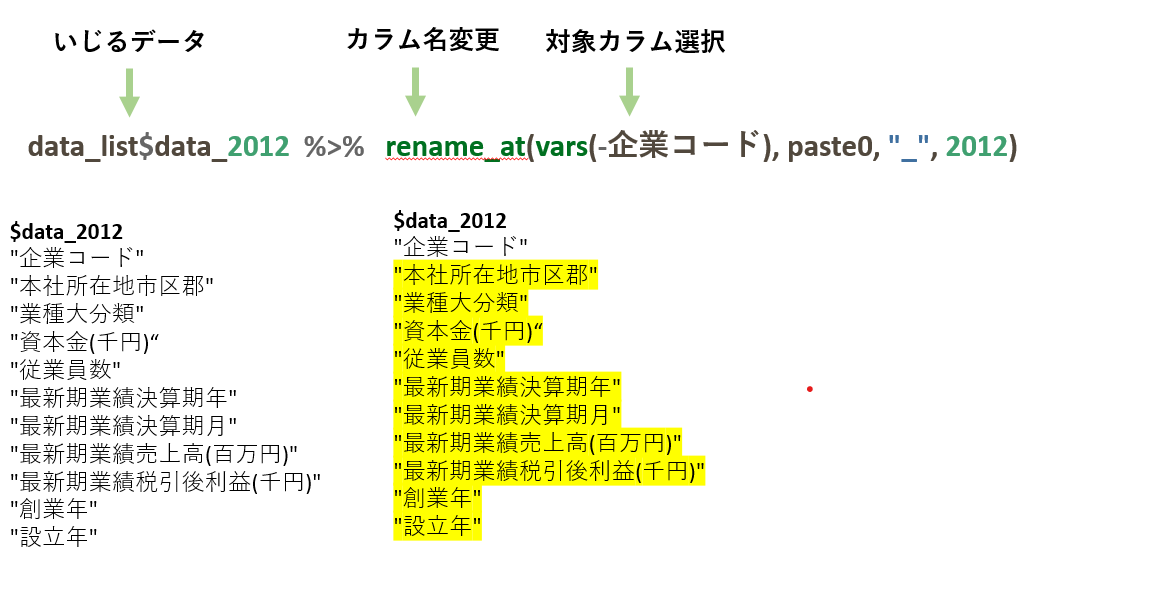 いじるデータ
カラム名変更
対象カラム選択
data_list$data_2012 %>% rename_at(vars(-企業コード), paste0, "_", 2012)
$data_2012
"企業コード"
"本社所在地市区郡"
"業種大分類"
"資本金(千円)“
"従業員数"
"最新期業績決算期年"
"最新期業績決算期月"
"最新期業績売上高(百万円)"
"最新期業績税引後利益(千円)"
"創業年"
"設立年"
$data_2012
"企業コード"
"本社所在地市区郡"
"業種大分類"
"資本金(千円)“
"従業員数"
"最新期業績決算期年"
"最新期業績決算期月"
"最新期業績売上高(百万円)"
"最新期業績税引後利益(千円)"
"創業年"
"設立年"